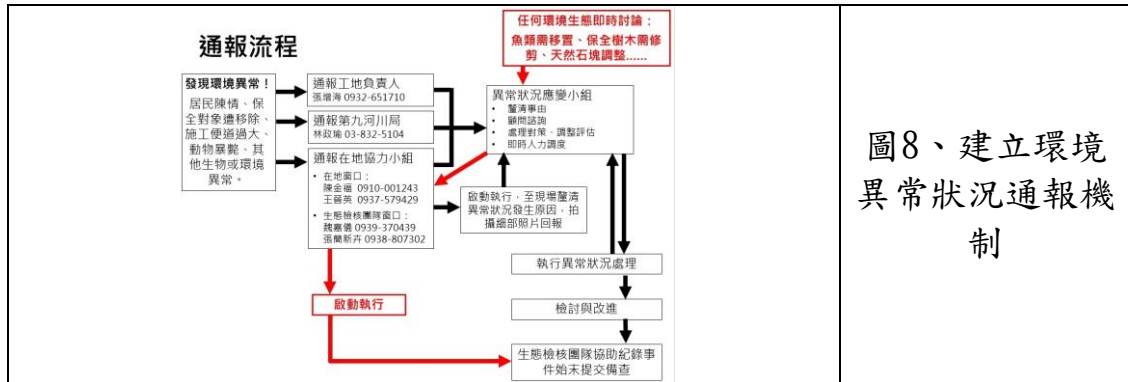 通報流程
任何環境生態即時討論：
魚類需移置、保全樹木需修
剪、天然石塊調整......
發現環境異常！
居民陳情、保
全對象遭移除、
施工便道過大、
動物暴斃、其
他生物或環境
異常。
通報工地負責人
張增海 0932-651710
通報第九河川局
林政瑜 03-832-5104
通報在地協力小組
• 在地窗口：
陳金福 0910-001243
王晉英 0937-579429
• 生態檢核團隊窗口：
魏嘉儀 0939-370439
張簡新卉 0938-807302
異常狀況應變小組
• 釐清事由
• 顧問諮詢
• 處理對策、調整評估
• 即時人力調度
啟動執行，至現場釐清
異常狀況發生原因，拍
攝細部照片回報
執行異常狀況處理
啟動執行
檢討與改進
生態檢核團隊協助紀錄事
件始末提交備查
圖8、建立環境
異常狀況通報機
制